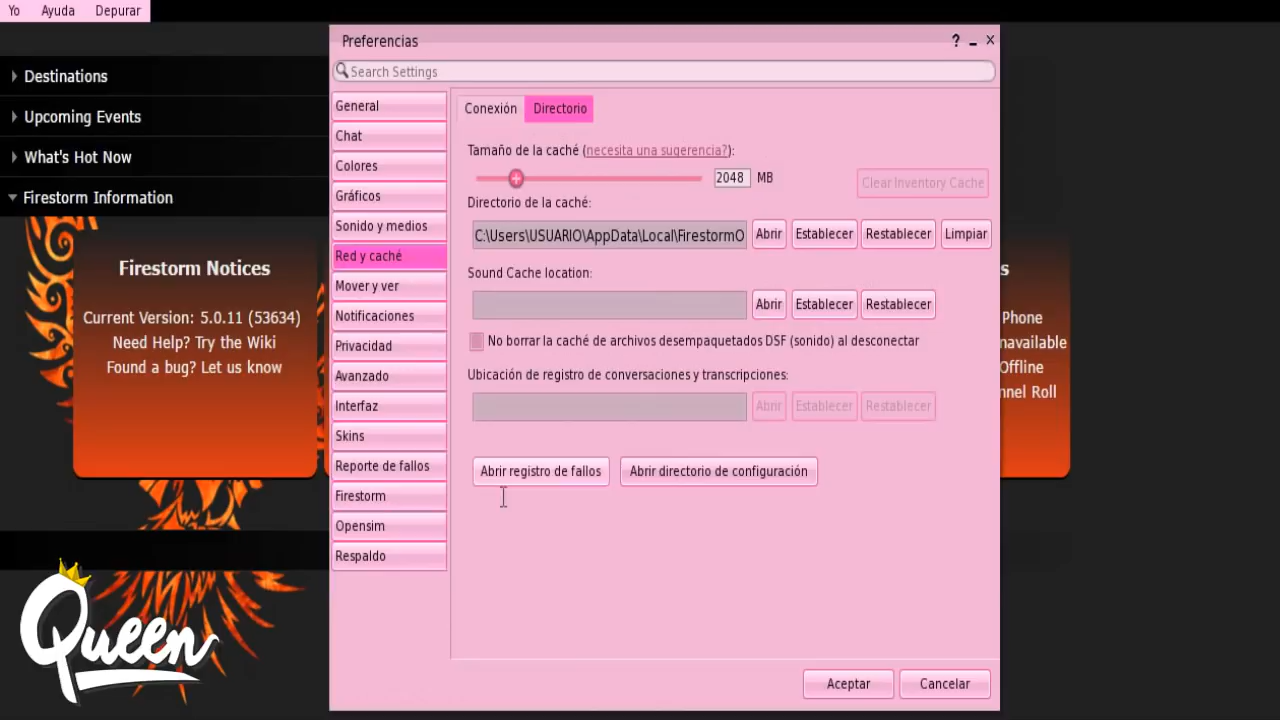 Yo Ayuda Depurar
Destinations
Upcoming Events
What's Hot Now
Firestorm Information
Firestorm Notices
Current Version: 5.0.11 (53634)
Need Help? Try the Wiki
Found a bug? Let us know
Queen
Preferencias
? _ ×
Search Settings
General
Chat
Colores
Gráficos
Sonido y medios
Red y caché
Mover y ver
Notificaciones
Privacidad
Avanzado
Interfaz
Skins
Reporte de fallos
Firestorm
Opensim
Respaldo
Conexión Directorio
Tamaño de la caché (necesita una sugerencia?):
2048 MB Clear Inventory Cache
Directorio de la caché:
C:\Users\USUARIO\AppData\Local\FirestormO Abrir Establecer Restablecer Limpiar
Sound Cache location:
Abrir Establecer Restablecer
No borrar la caché de archivos desempaquetados DSF (sonido) al desconectar
Ubicación de registro de conversaciones y transcripciones:
Abrir Establecer Restablecer
Abrir registro de fallos Abrir directorio de configuración
Aceptar Cancelar
s
Phone
navailable
Offline
nnel Roll